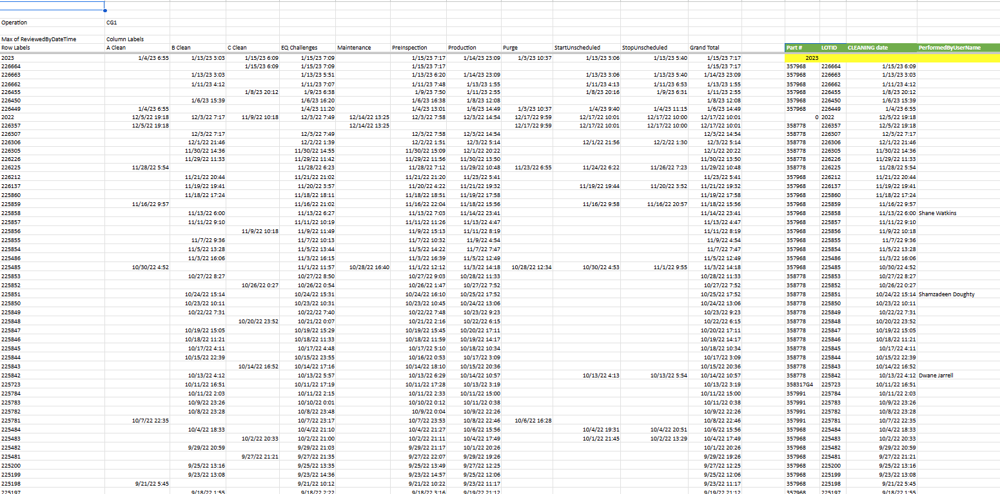 Operation CG1
Max of ReviewedByDateTime Column Labels
Row Labels A Clean B Clean C Clean EQ Challenges Maintenance PreInspection Production Purge StartUnscheduled StopUnscheduled Grand Total Part # LOTID CLEANING date PerformedByUserName
2023 1/4/23 6:55 1/13/23 3:03 1/15/23 6:09 1/15/23 7:09 1/15/23 7:17 1/14/23 23:09 1/3/23 10:37 1/13/23 3:06 1/13/23 5:40 1/15/23 7:17 2023
226664 1/15/23 6:09 1/15/23 7:09 1/15/23 7:17 1/15/23 7:17 357968 226664 1/15/23 6:09
226663 1/13/23 3:03 1/13/23 5:51 1/13/23 6:20 1/14/23 23:09 1/13/23 3:06 1/13/23 5:40 1/14/23 23:09 357968 226663 1/13/23 3:03
226662 1/11/23 4:12 1/11/23 7:07 1/11/23 7:48 1/13/23 1:55 1/11/23 4:13 1/11/23 6:53 1/13/23 1:55 357968 226662 1/11/23 4:12
226455 1/8/23 20:12 1/9/23 6:38 1/9/23 7:50 1/11/23 2:55 1/8/23 20:16 1/9/23 6:31 1/11/23 2:55 357968 226455 1/8/23 20:12
226450 1/6/23 15:39 1/6/23 16:20 1/6/23 16:38 1/8/23 12:08 1/8/23 12:08 357968 226450 1/6/23 15:39
226449 1/4/23 6:55 1/4/23 11:20 1/4/23 13:01 1/6/23 14:49 1/3/23 10:37 1/4/23 9:40 1/4/23 11:15 1/6/23 14:49 357968 226449 1/4/23 6:55
2022 12/5/22 19:18 12/3/22 7:17 11/9/22 10:18 12/3/22 7:49 12/14/22 13:25 12/3/22 7:58 12/3/22 14:54 12/17/22 9:59 12/17/22 10:01 12/17/22 10:00 12/17/22 10:01 0 2022 12/5/22 19:18
226357 12/5/22 19:18 12/14/22 13:25 12/17/22 9:59 12/17/22 10:01 12/17/22 10:00 12/17/22 10:01 358778 226357 12/5/22 19:18
226307 12/3/22 7:17 12/3/22 7:49 12/3/22 7:58 12/3/22 14:54 12/3/22 14:54 358778 226307 12/3/22 7:17
226306 12/1/22 21:46 12/2/22 1:39 12/2/22 1:51 12/3/22 5:14 12/1/22 21:56 12/2/22 1:30 12/3/22 5:14 358778 226306 12/1/22 21:46
226305 11/30/22 14:36 11/30/22 14:55 11/30/22 15:09 12/1/22 20:22 12/1/22 20:22 358778 226305 11/30/22 14:36
226226 11/29/22 11:33 11/29/22 11:42 11/29/22 11:56 11/30/22 13:50 11/30/22 13:50 358778 226226 11/29/22 11:33
226225 11/28/22 5:54 11/28/22 6:23 11/28/22 7:12 11/29/22 10:48 11/23/22 6:55 11/24/22 6:22 11/26/22 7:23 11/29/22 10:48 358778 226225 11/28/22 5:54
226212 11/21/22 20:44 11/21/22 21:02 11/21/22 21:20 11/23/22 5:41 11/23/22 5:41 357968 226212 11/21/22 20:44
226137 11/19/22 19:41 11/20/22 3:57 11/20/22 4:22 11/21/22 19:32 11/19/22 19:44 11/20/22 3:52 11/21/22 19:32 357968 226137 11/19/22 19:41
225860 11/18/22 17:24 11/18/22 18:11 11/18/22 18:51 11/19/22 17:58 11/19/22 17:58 357968 225860 11/18/22 17:24
225859 11/16/22 9:57 11/16/22 21:02 11/16/22 22:04 11/18/22 15:56 11/16/22 9:58 11/16/22 20:57 11/18/22 15:56 357968 225859 11/16/22 9:57
225858 11/13/22 6:00 11/13/22 6:27 11/13/22 7:03 11/14/22 23:41 11/14/22 23:41 357968 225858 11/13/22 6:00 Shane Watkins
225857 11/11/22 9:10 11/11/22 10:19 11/11/22 11:26 11/13/22 4:47 11/13/22 4:47 357968 225857 11/11/22 9:10
225856 11/9/22 10:18 11/9/22 11:49 11/9/22 15:13 11/11/22 8:19 11/11/22 8:19 357968 225856 11/9/22 10:18
225855 11/7/22 9:36 11/7/22 10:13 11/7/22 10:32 11/9/22 4:54 11/9/22 4:54 357968 225855 11/7/22 9:36
225854 11/5/22 13:28 11/5/22 13:44 11/5/22 14:22 11/7/22 7:47 11/7/22 7:47 357968 225854 11/5/22 13:28
225486 11/3/22 16:06 11/3/22 16:15 11/3/22 16:39 11/5/22 12:49 11/5/22 12:49 357968 225486 11/3/22 16:06
225485 10/30/22 4:52 11/1/22 11:57 10/28/22 16:40 11/1/22 12:12 11/3/22 14:18 10/28/22 12:34 10/30/22 4:53 11/1/22 9:55 11/3/22 14:18 357968 225485 10/30/22 4:52
225853 10/27/22 8:27 10/27/22 8:50 10/27/22 9:03 10/28/22 11:33 10/28/22 11:33 358778 225853 10/27/22 8:27
225852 10/26/22 0:27 10/26/22 0:54 10/26/22 1:47 10/27/22 7:52 10/27/22 7:52 358778 225852 10/26/22 0:27
225851 10/24/22 15:14 10/24/22 15:31 10/24/22 16:10 10/25/22 17:52 10/25/22 17:52 358778 225851 10/24/22 15:14 Shamzadeen Doughty
225850 10/23/22 10:11 10/23/22 10:31 10/23/22 10:45 10/24/22 13:06 10/24/22 13:06 358778 225850 10/23/22 10:11
225849 10/22/22 7:31 10/22/22 7:40 10/22/22 7:48 10/23/22 9:23 10/23/22 9:23 358778 225849 10/22/22 7:31
225848 10/20/22 23:52 10/21/22 0:07 10/21/22 2:16 10/22/22 6:15 10/22/22 6:15 358778 225848 10/20/22 23:52
225847 10/19/22 15:05 10/19/22 15:29 10/19/22 15:45 10/20/22 17:11 10/20/22 17:11 358778 225847 10/19/22 15:05
225846 10/18/22 11:21 10/18/22 11:33 10/18/22 11:59 10/19/22 14:17 10/19/22 14:17 358778 225846 10/18/22 11:21
225845 10/17/22 4:11 10/17/22 4:48 10/17/22 5:10 10/18/22 10:34 10/18/22 10:34 358778 225845 10/17/22 4:11
225844 10/15/22 22:39 10/15/22 23:55 10/16/22 0:53 10/17/22 3:09 10/17/22 3:09 358778 225844 10/15/22 22:39
225843 10/14/22 16:52 10/14/22 17:16 10/14/22 18:10 10/15/22 20:36 10/15/22 20:36 358778 225843 10/14/22 16:52
225842 10/13/22 4:12 10/13/22 5:57 10/13/22 6:29 10/14/22 10:57 10/13/22 4:13 10/13/22 5:54 10/14/22 10:57 358778 225842 10/13/22 4:12 Dwane Jarrell
225723 10/11/22 16:51 10/11/22 17:19 10/11/22 17:28 10/13/22 3:19 10/13/22 3:19 358317G4 225723 10/11/22 16:51
225784 10/11/22 2:03 10/11/22 2:15 10/11/22 2:33 10/11/22 15:00 10/11/22 15:00 357991 225784 10/11/22 2:03
225783 10/9/22 23:26 10/10/22 0:01 10/10/22 0:12 10/11/22 0:38 10/11/22 0:38 357991 225783 10/9/22 23:26
225782 10/8/22 23:28 10/8/22 23:48 10/9/22 0:04 10/9/22 22:26 10/9/22 22:26 357991 225782 10/8/22 23:28
225781 10/7/22 22:35 10/7/22 23:17 10/7/22 23:53 10/8/22 22:46 10/6/22 16:28 10/8/22 22:46 357991 225781 10/7/22 22:35
225484 10/4/22 18:33 10/4/22 21:10 10/4/22 21:27 10/6/22 15:56 10/4/22 19:31 10/4/22 20:51 10/6/22 15:56 357968 225484 10/4/22 18:33
225483 10/2/22 20:33 10/2/22 21:00 10/2/22 21:11 10/4/22 17:49 10/1/22 21:45 10/2/22 13:29 10/4/22 17:49 357968 225483 10/2/22 20:33
225482 9/29/22 20:59 9/29/22 21:03 9/29/22 21:17 10/1/22 20:26 10/1/22 20:26 357968 225482 9/29/22 20:59
225481 9/27/22 21:21 9/27/22 21:35 9/27/22 22:07 9/29/22 19:26 9/29/22 19:26 357968 225481 9/27/22 21:21
225200 9/25/22 13:16 9/25/22 13:35 9/25/22 13:49 9/27/22 12:25 9/27/22 12:25 357968 225200 9/25/22 13:16
225199 9/23/22 13:08 9/23/22 14:36 9/23/22 14:57 9/25/22 12:06 9/25/22 12:06 357968 225199 9/23/22 13:08
225198 9/21/22 5:45 9/21/22 10:12 9/21/22 10:22 9/23/22 11:17 9/23/22 11:17 357968 225198 9/21/22 5:45
225197 9/18/22 1:55 9/18/22 2:22 9/18/22 3:16 9/19/22 21:12 9/19/22 21:12 357968 225197 9/18/22 1:55